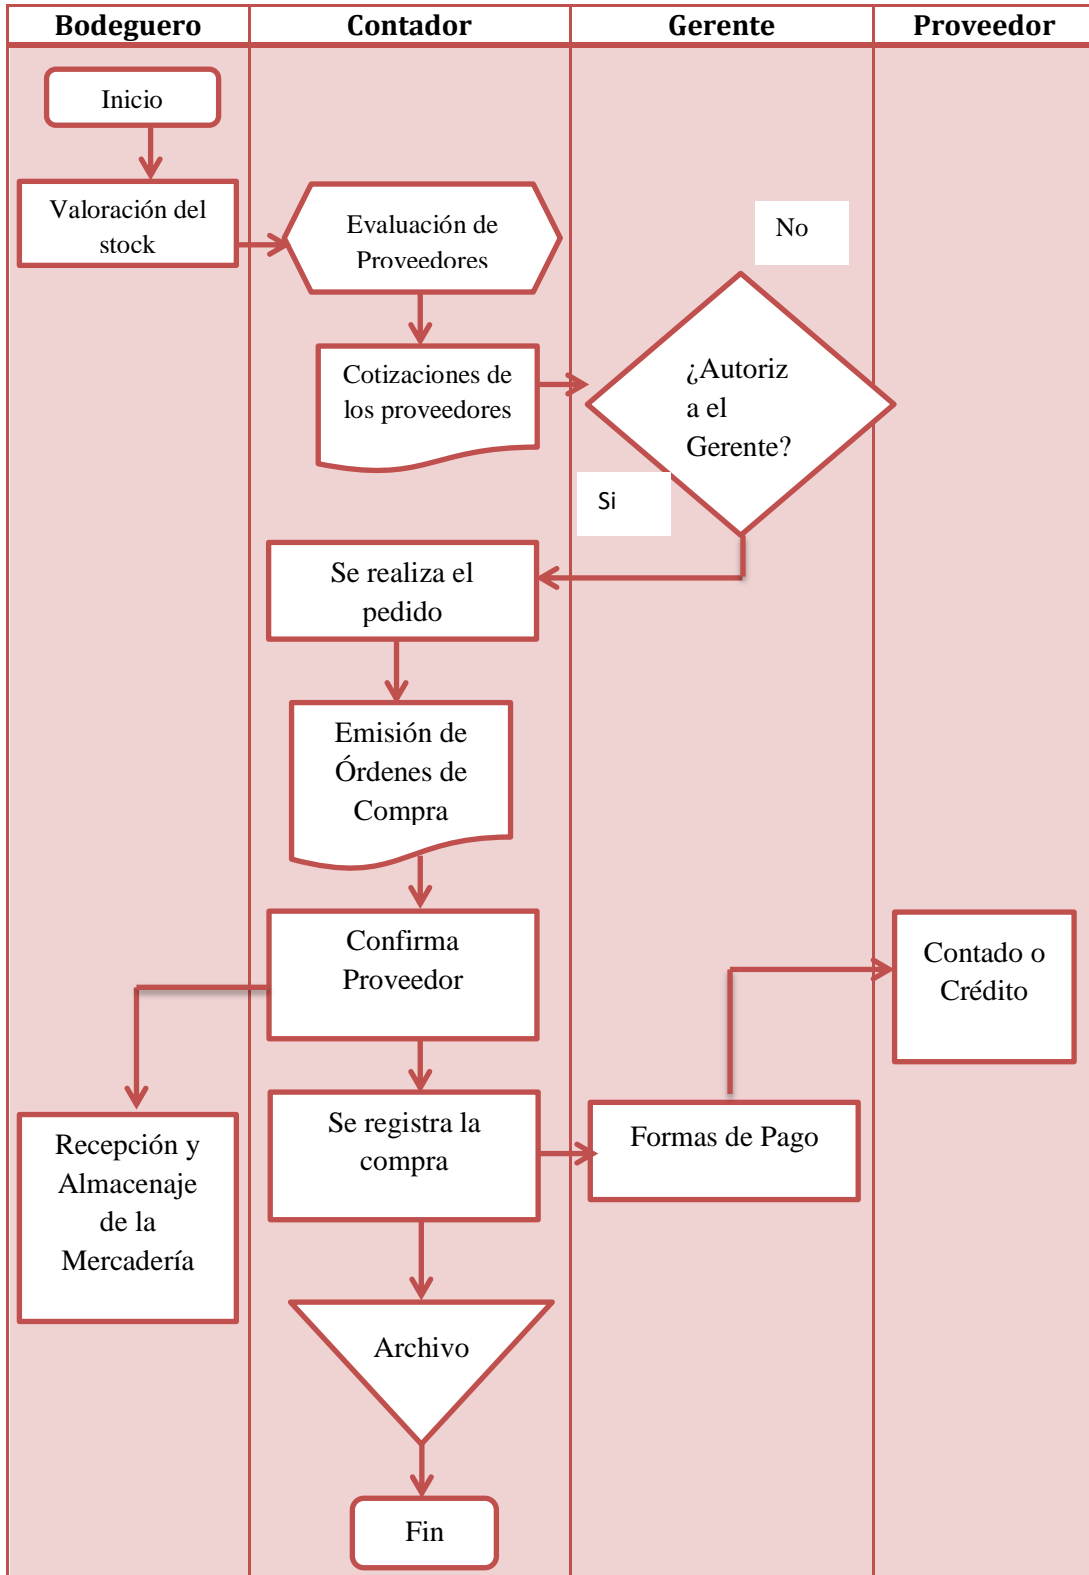 Bodeguero
Contador
Gerente
Proveedor
Inicio
Valoración del
stock
Evaluación de
Proveedores
No
Cotizaciones de
los proveedores
¿Autoriz
a el
Gerente?
Si
Se realiza el
pedido
Emisión de
Órdenes de
Compra
Confirma
Proveedor
Contado o
Crédito
Se registra la
compra
Formas de Pago
Recepción y
Almacenaje
de la
Mercadería
Archivo
Fin